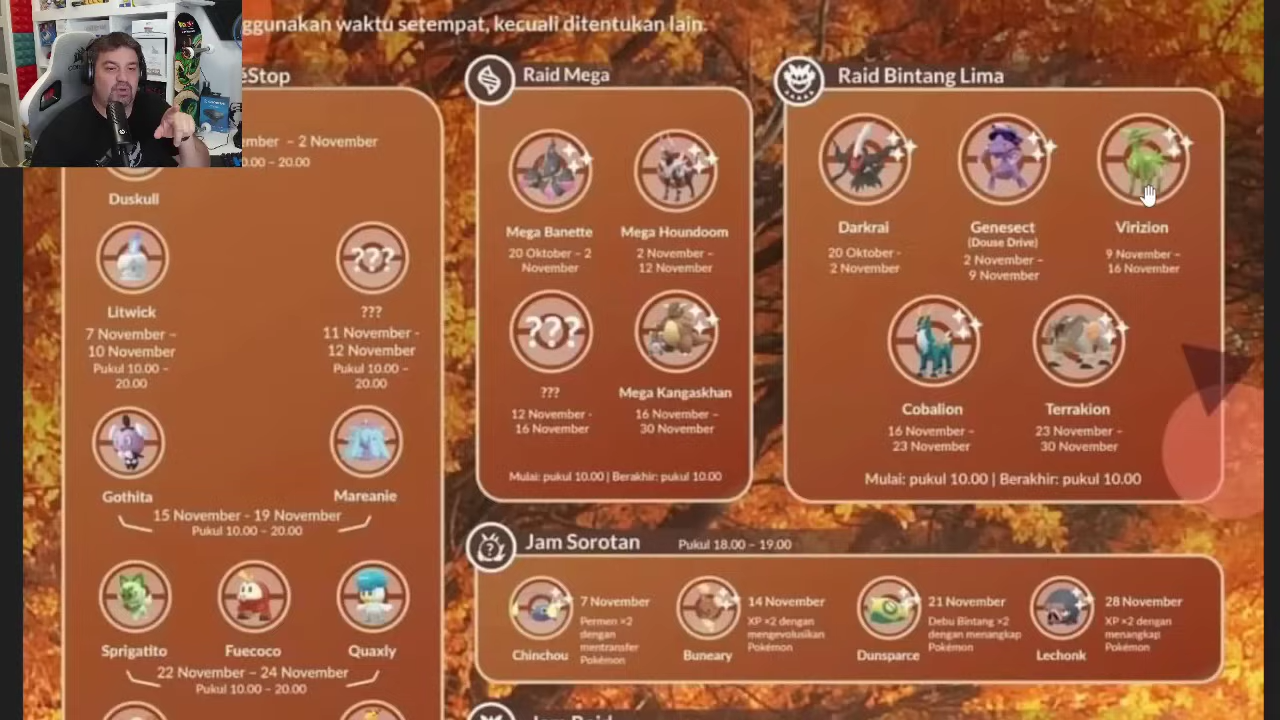 ggunakan waktu setempat, kecuali ditentukan lain.
éStop
ember – 2 November
0.00 – 20.00
Duskull
Litwick
7 November –
10 November
Pukul 10.00 –
20.00
???
???
11 November -
12 November
Pukul 10.00 –
20.00
Gothita
Mareanie
15 November - 19 November
Pukul 10.00 – 20.00
Sprigatito
Fuecoco
Quaxly
22 November – 24 November
Pukul 10.00 – 20.00
Raid Mega
Mega Banette
20 Oktober – 2
November
Mega Houndoom
2 November –
12 November
???
???
12 November -
16 November
Mega Kangaskhan
16 November –
30 November
Mulai: pukul 10.00 | Berakhir: pukul 10.00
Raid Bintang Lima
Darkrai
20 Oktober -
2 November
Genesect
(Douse Drive)
2 November –
9 November
Virizion
9 November –
16 November
Cobalion
16 November –
23 November
Terrakion
23 November –
30 November
Mulai: pukul 10.00 | Berakhir: pukul 10.00
Jam Sorotan
Pukul 18.00 – 19.00
Chinchou
7 November
Permen ×2
dengan
mentransfer
Pokémon
Buneary
14 November
XP ×2 dengan
mengevolusikan
Pokémon
Dunsparce
21 November
Debu Bintang ×2
dengan menangkap
Pokémon
Lechonk
28 November
XP ×2 dengan
menangkap
Pokémon